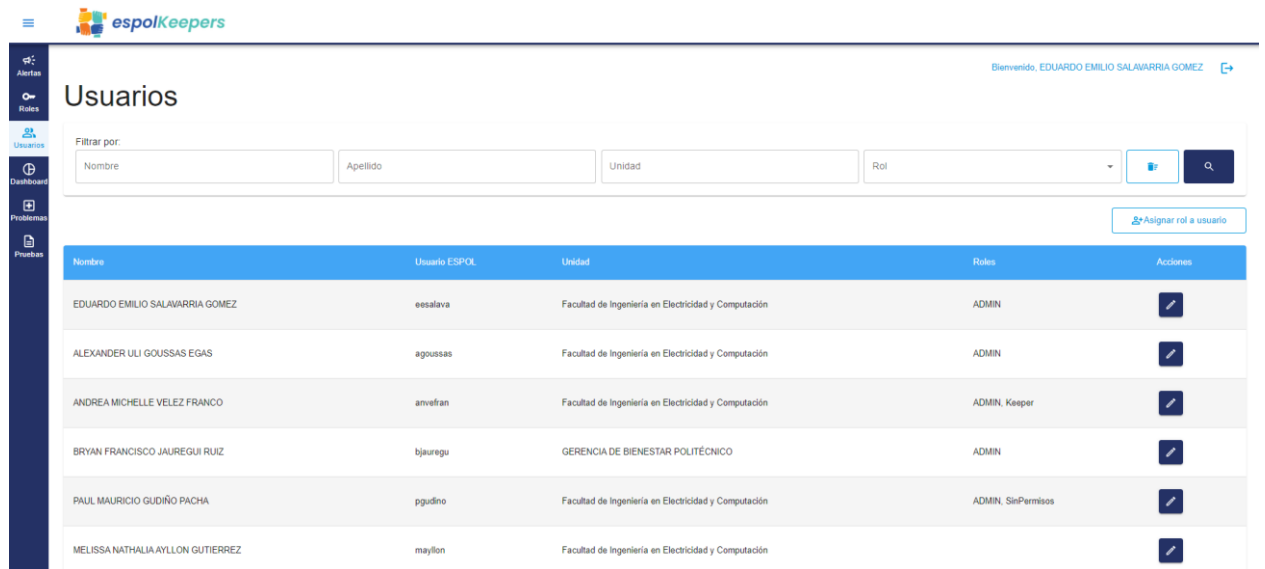 espolKeepers
Bienvenido, EDUARDO EMILIO SALAVARRIA GOMEZ
Alertas
Roles
Usuarios
Dashboard
Problemas
Pruebas
Usuarios
Filtrar por:
Nombre Apellido Unidad Rol
Asignar rol a usuario
Nombre Usuario ESPOL Unidad Roles Acciones
EDUARDO EMILIO SALAVARRIA GOMEZ eesalava Facultad de Ingeniería en Electricidad y Computación ADMIN
ALEXANDER ULI GOUSSAS EGAS agoussas Facultad de Ingeniería en Electricidad y Computación ADMIN
ANDREA MICHELLE VELEZ FRANCO anvefran Facultad de Ingeniería en Electricidad y Computación ADMIN, Keeper
BRYAN FRANCISCO JAUREGUI RUIZ bjauregu GERENCIA DE BIENESTAR POLITÉCNICO ADMIN
PAUL MAURICIO GUDIÑO PACHA pgudino Facultad de Ingeniería en Electricidad y Computación ADMIN, SinPermisos
MELISSA NATHALIA AYLLON GUTIERREZ mayllon Facultad de Ingeniería en Electricidad y Computación